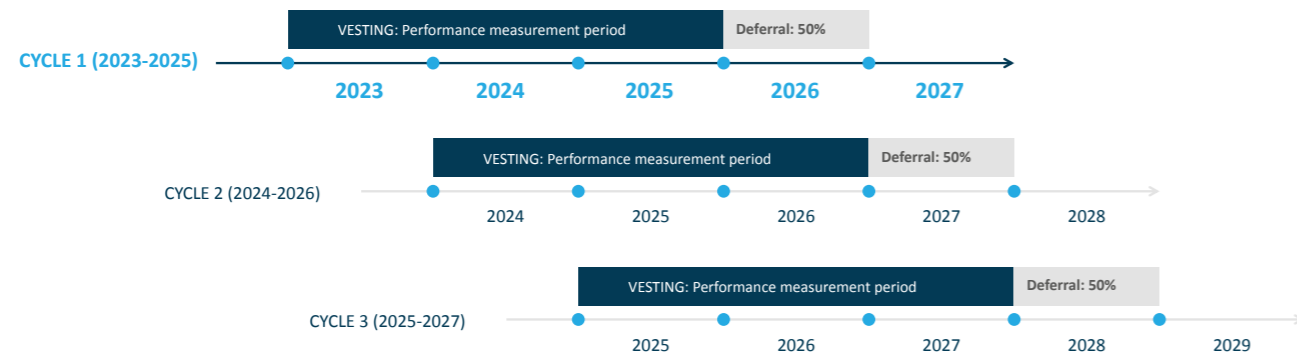 VESTING: Performance measurement period Deferral: 50%
CYCLE 1 (2023-2025)
2023 2024 2025 2026 2027
VESTING: Performance measurement period Deferral: 50%
CYCLE 2 (2024-2026)
2024 2025 2026 2027 2028
VESTING: Performance measurement period Deferral: 50%
CYCLE 3 (2025-2027)
2025 2026 2027 2028 2029